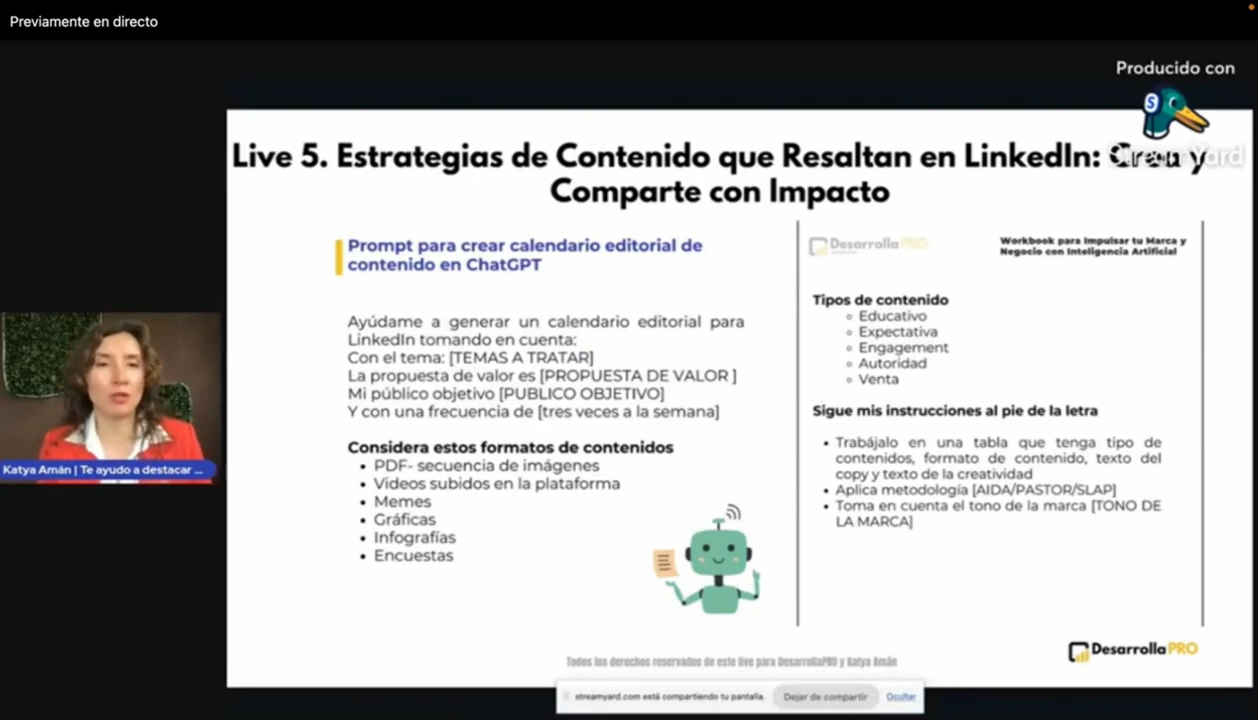 Previamente en directo
Producido con
S
StreamYard
Live 5. Estrategias de Contenido que Resaltan en LinkedIn: Crea y
Comparte con Impacto
Prompt para crear calendario editorial de
contenido en ChatGPT
Ayúdame a generar un calendario editorial para
LinkedIn tomando en cuenta:
Con el tema: [TEMAS A TRATAR]
La propuesta de valor es [PROPUESTA DE VALOR ]
Mi público objetivo [PUBLICO OBJETIVO]
Y con una frecuencia de [tres veces a la semana]
Considera estos formatos de contenidos
• PDF- secuencia de imágenes
• Videos subidos en la plataforma
• Memes
• Gráficas
• Infografías
• Encuestas
DesarrollaPRO
Workbook para Impulsar tu Marca y
Negocio con Inteligencia Artificial
Tipos de contenido
◦ Educativo
◦ Expectativa
◦ Engagement
◦ Autoridad
◦ Venta
Sigue mis instrucciones al pie de la letra
• Trabájalo en una tabla que tenga tipo de
contenidos, formato de contenido, texto del
copy y texto de la creatividad
• Aplica metodología [AIDA/PASTOR/SLAP]
• Toma en cuenta el tono de la marca [TONO DE
LA MARCA]
Katya Amán | Te ayudo a destacar ...
DesarrollaPRO
Todos los derechos reservados de este live para DesarrollaPRO y Katya Amán
streamyard.com está compartiendo tu pantalla.
Dejar de compartir
Ocultar